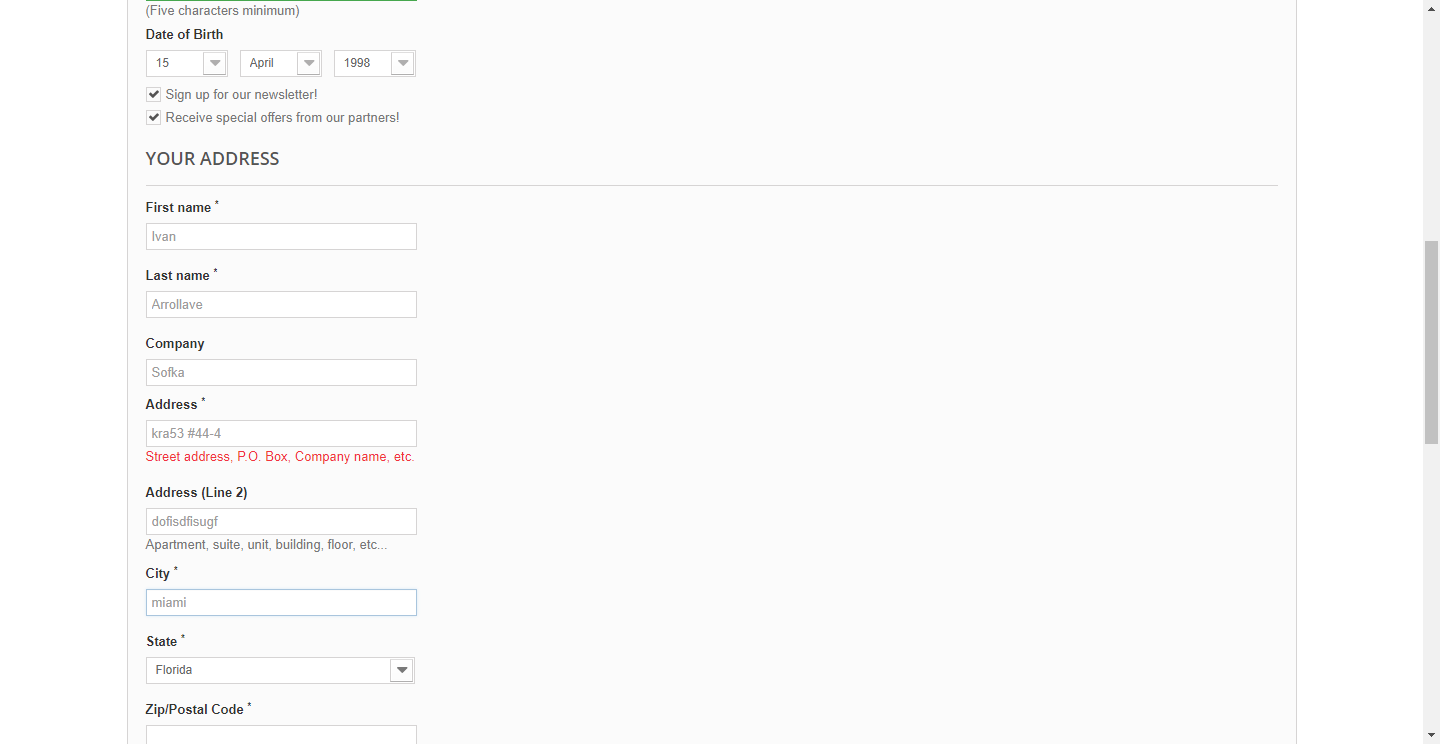 (Five characters minimum)
Date of Birth
15 April 1998
Sign up for our newsletter!
Receive special offers from our partners!
YOUR ADDRESS
First name *
Ivan
Last name *
Arrollave
Company
Sofka
Address *
kra53 #44-4
Street address, P.O. Box, Company name, etc.
Address (Line 2)
dofisdfisugf
Apartment, suite, unit, building, floor, etc...
City *
miami
State *
Florida
Zip/Postal Code *